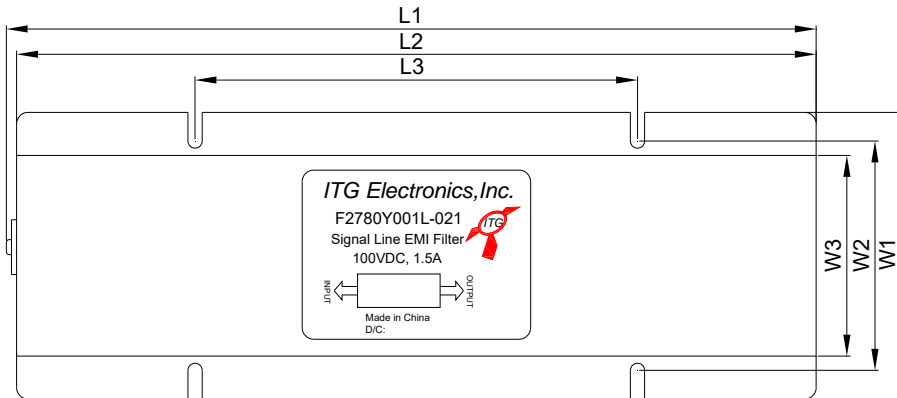 L1
L2
L3
ITG Electronics,Inc.
F2780Y001L-021
ITG
Signal Line EMI Filter
100VDC, 1.5A
INPUT
OUTPUT
Made in China
D/C:
W3
W2
W1